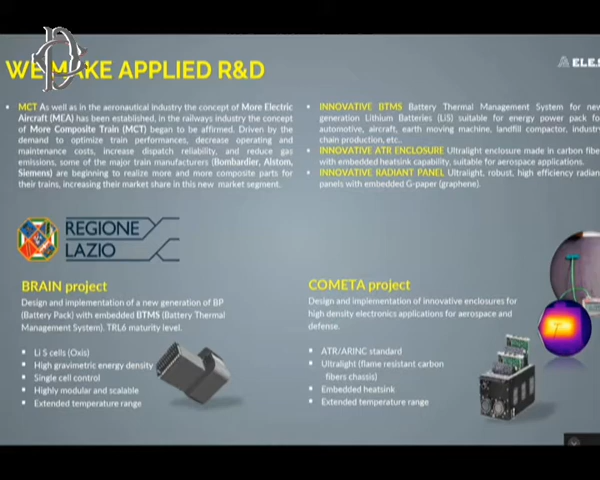 WE MAKE APPLIED R&D
ELES
MCT As well as in the aeronautical industry the concept of More Electric
Aircraft (MEA) has been established, in the railways industry the concept
of More Composite Train (MCT) began to be affirmed. Driven by the
demand to optimize train performances, decrease operating and
maintenance costs, increase dispatch reliability, and reduce gas
emissions, some of the major train manufacturers (Bombardier, Alstom,
Siemens) are beginning to realize more and more composite parts for
their trains, increasing their market share in this new market segment.
INNOVATIVE BTMS Battery Thermal Management System for new
generation Lithium Batteries (LiS) suitable for energy power pack fo
automotive, aircraft, earth moving machine, landfill compactor, industr
chain production, etc..
INNOVATIVE ATR ENCLOSURE Ultralight enclosure made in carbon fibe
with embedded heatsink capability, suitable for aerospace applications.
INNOVATIVE RADIANT PANEL Ultralight, robust, high efficiency radian
panels with embedded G-paper (graphene).
REGIONE
LAZIO
BRAIN project
Design and implementation of a new generation of BP
(Battery Pack) with embedded BTMS (Battery Thermal
Management System). TRL6 maturity level.
Li S cells (Oxis)
High gravimetric energy density
Single cell control
Highly modular and scalable
Extended temperature range
COMETA project
Design and implementation of innovative enclosures for
high density electronics applications for aerospace and
defense.
ATR/ARINC standard
Ultralight (flame resistant carbon
fibers chassis)
Embedded heatsink
Extended temperature range